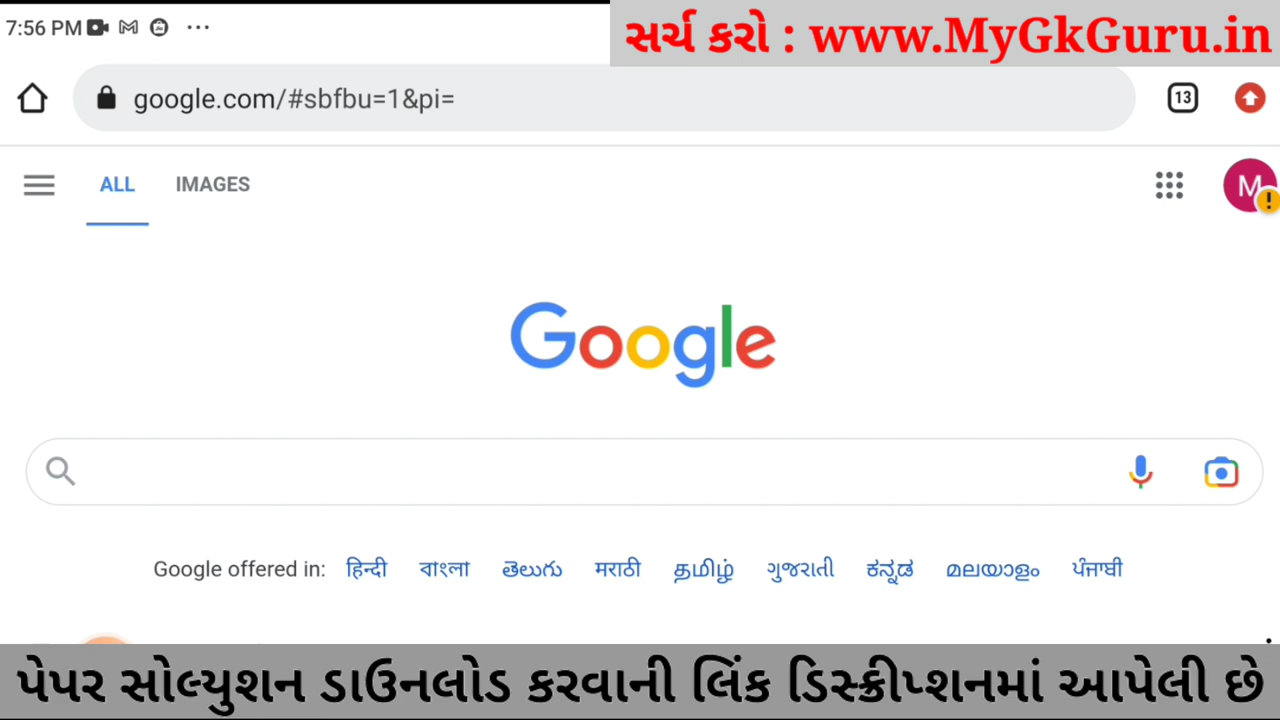 7:56 PM
સર્ચ કરો : www.MyGkGuru.in
google.com/#sbfbu=1&pi=
13
ALL IMAGES
M
Google
Google offered in: हिन्दी বাংলা తెలుగు मराठी தமிழ் ગુજરાતી ಕನ್ನಡ മലയാളം ਪੰਜਾਬੀ
પેપર સોલ્યુશન ડાઉનલોડ કરવાની લિંક ડિસ્ક્રીપ્શનમાં આપેલી છે